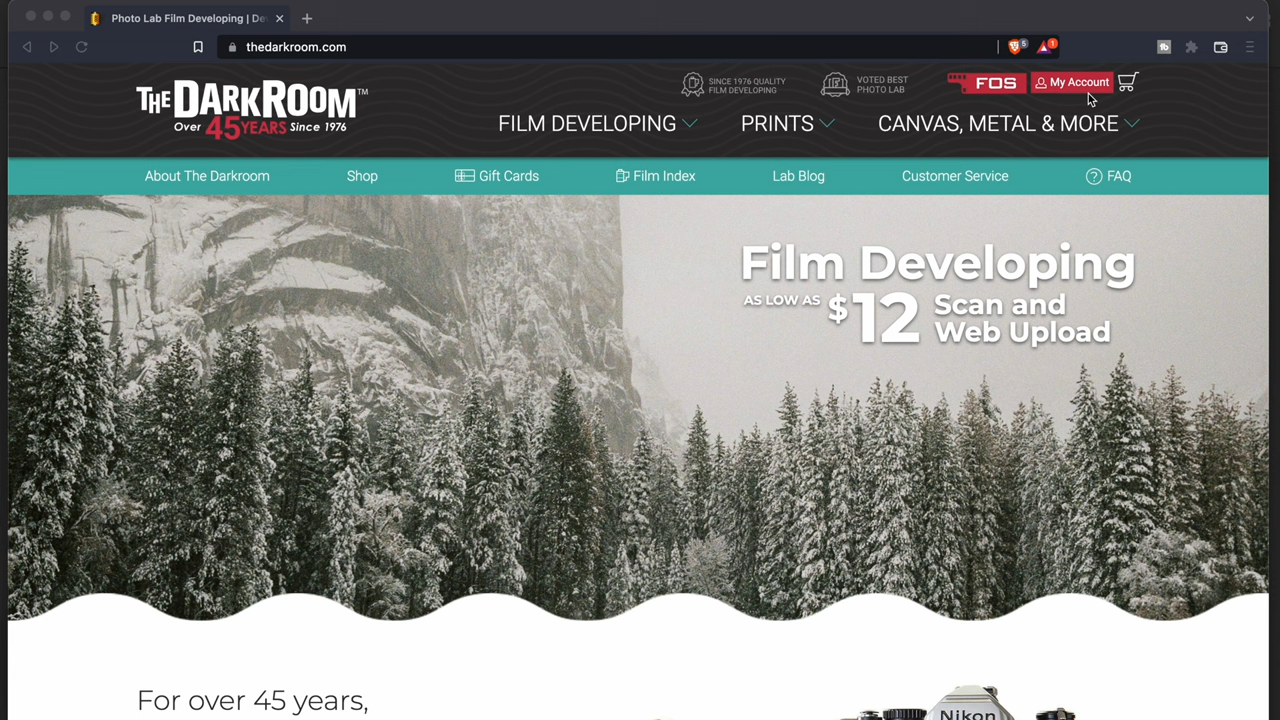 Photo Lab Film Developing | De
thedarkroom.com
5
1
THE DARKROOM™
Over 45 YEARS Since 1976
SINCE 1976 QUALITY
FILM DEVELOPING
VOTED BEST
PHOTO LAB
FOS
My Account
FILM DEVELOPING
PRINTS
CANVAS, METAL & MORE
About The Darkroom
Shop
Gift Cards
Film Index
Lab Blog
Customer Service
? FAQ
Film Developing
AS LOW AS $12 Scan and
Web Upload
For over 45 years,
Nikon